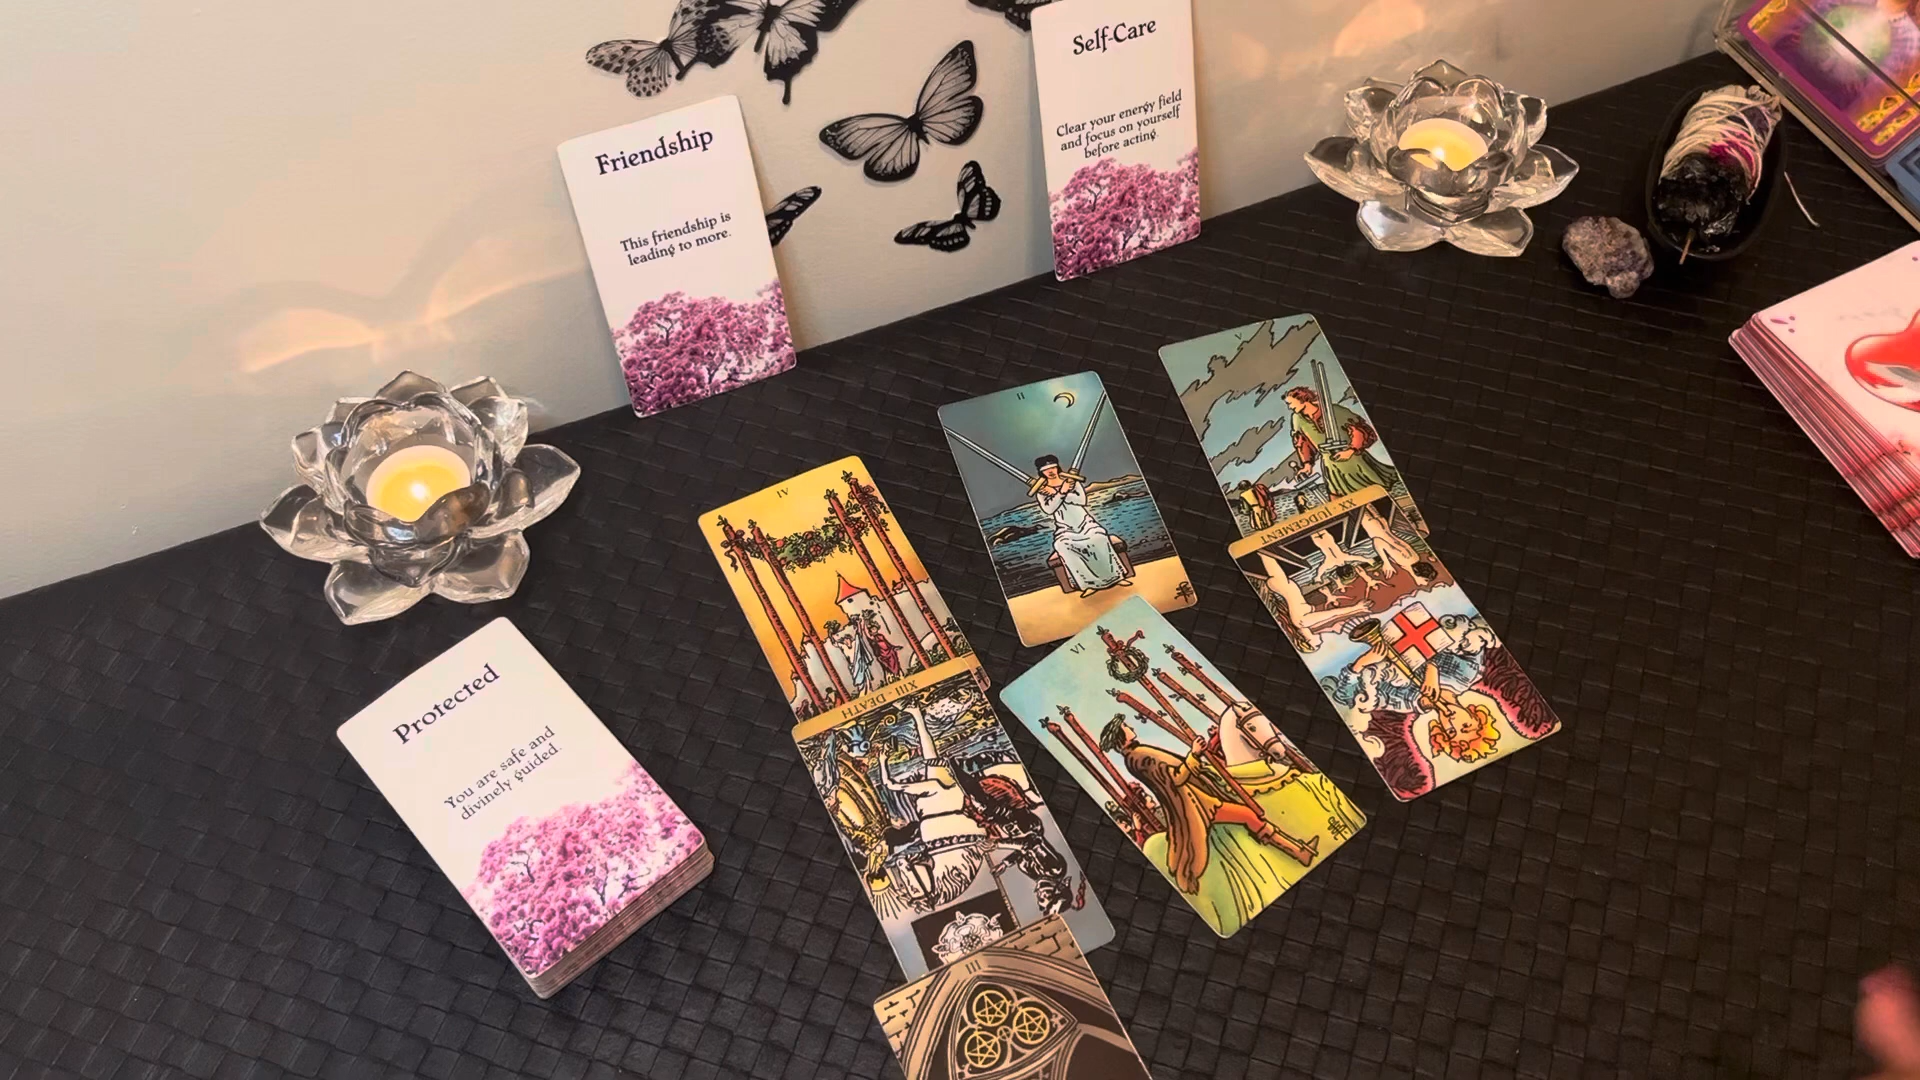 Friendship
This friendship is
leading to more.
Self-Care
Clear your energy field
and focus on yourself
before acting.
Protected
You are safe and
divinely guided.
IV
II
V
XX · JUDGEMENT
VI
XIII · DEATH
III